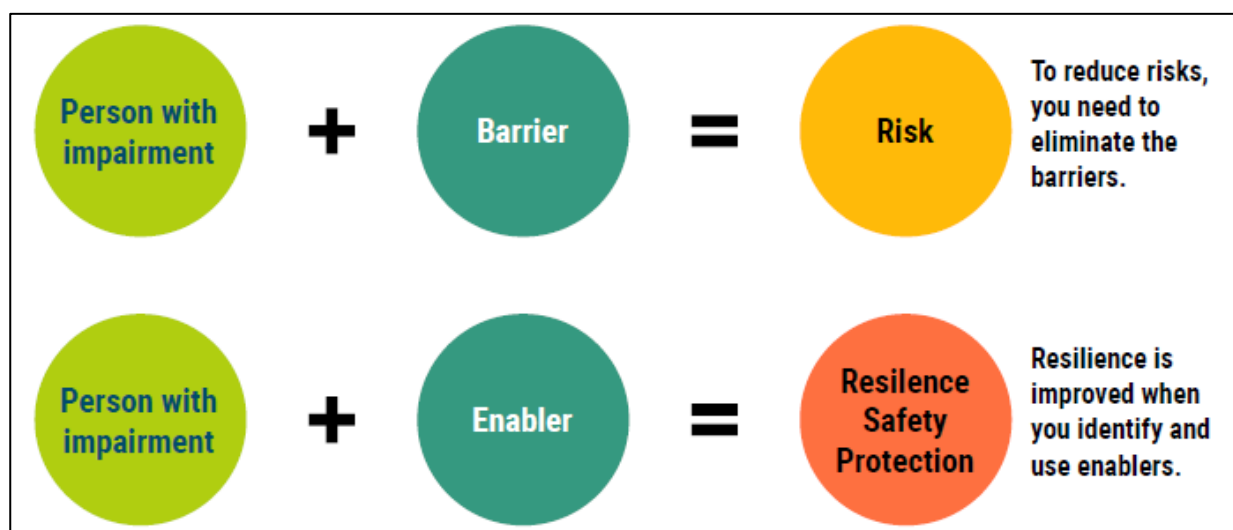 Person with
impairment
+
Barrier
=
Risk
To reduce risks,
you need to
eliminate the
barriers.
Person with
impairment
+
Enabler
=
Resilence
Safety
Protection
Resilience is
improved when
you identify and
use enablers.